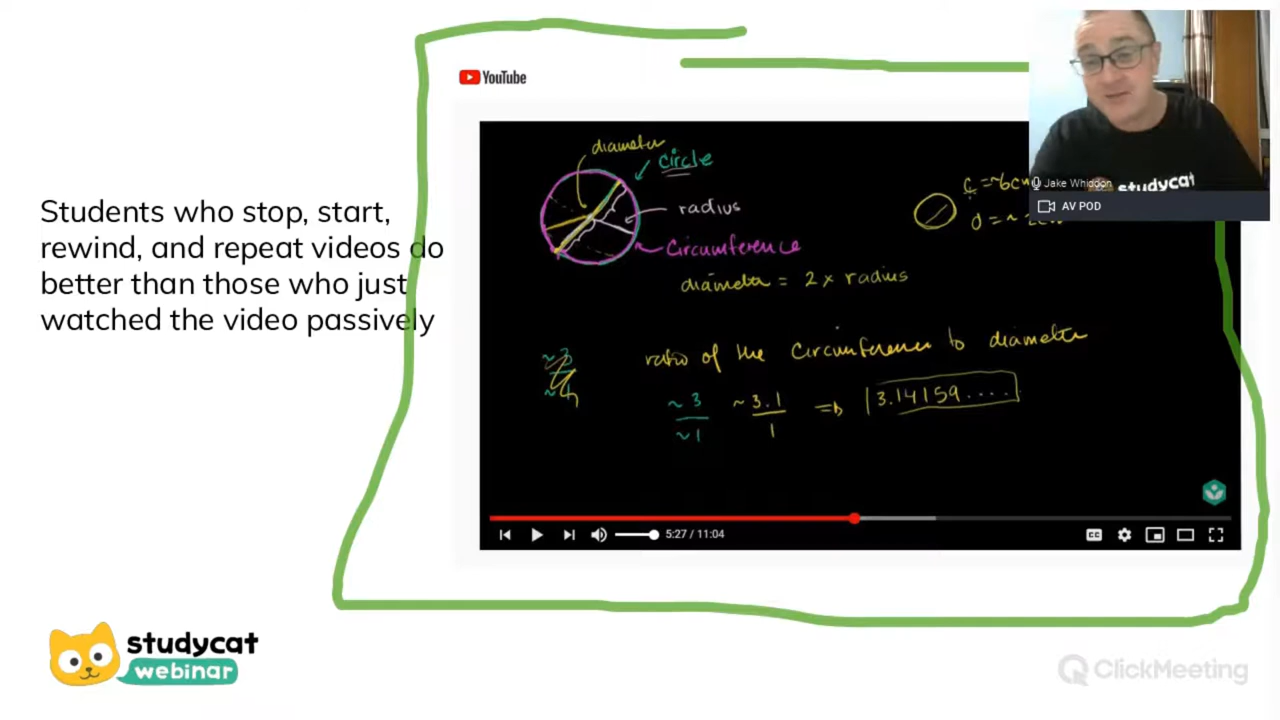 YouTube
Students who stop, start,
rewind, and repeat videos do
better than those who just
watched the video passively
diameter
circle
radius
Circumference
diameter = 2 x radius
ratio of the Circumference to diameter
~3
~1
~3.1
1
⇒ 3.14159....
Jake Whiddon
studycat
AV POD
5:27 / 11:04
CC
studycat
webinar
ClickMeeting